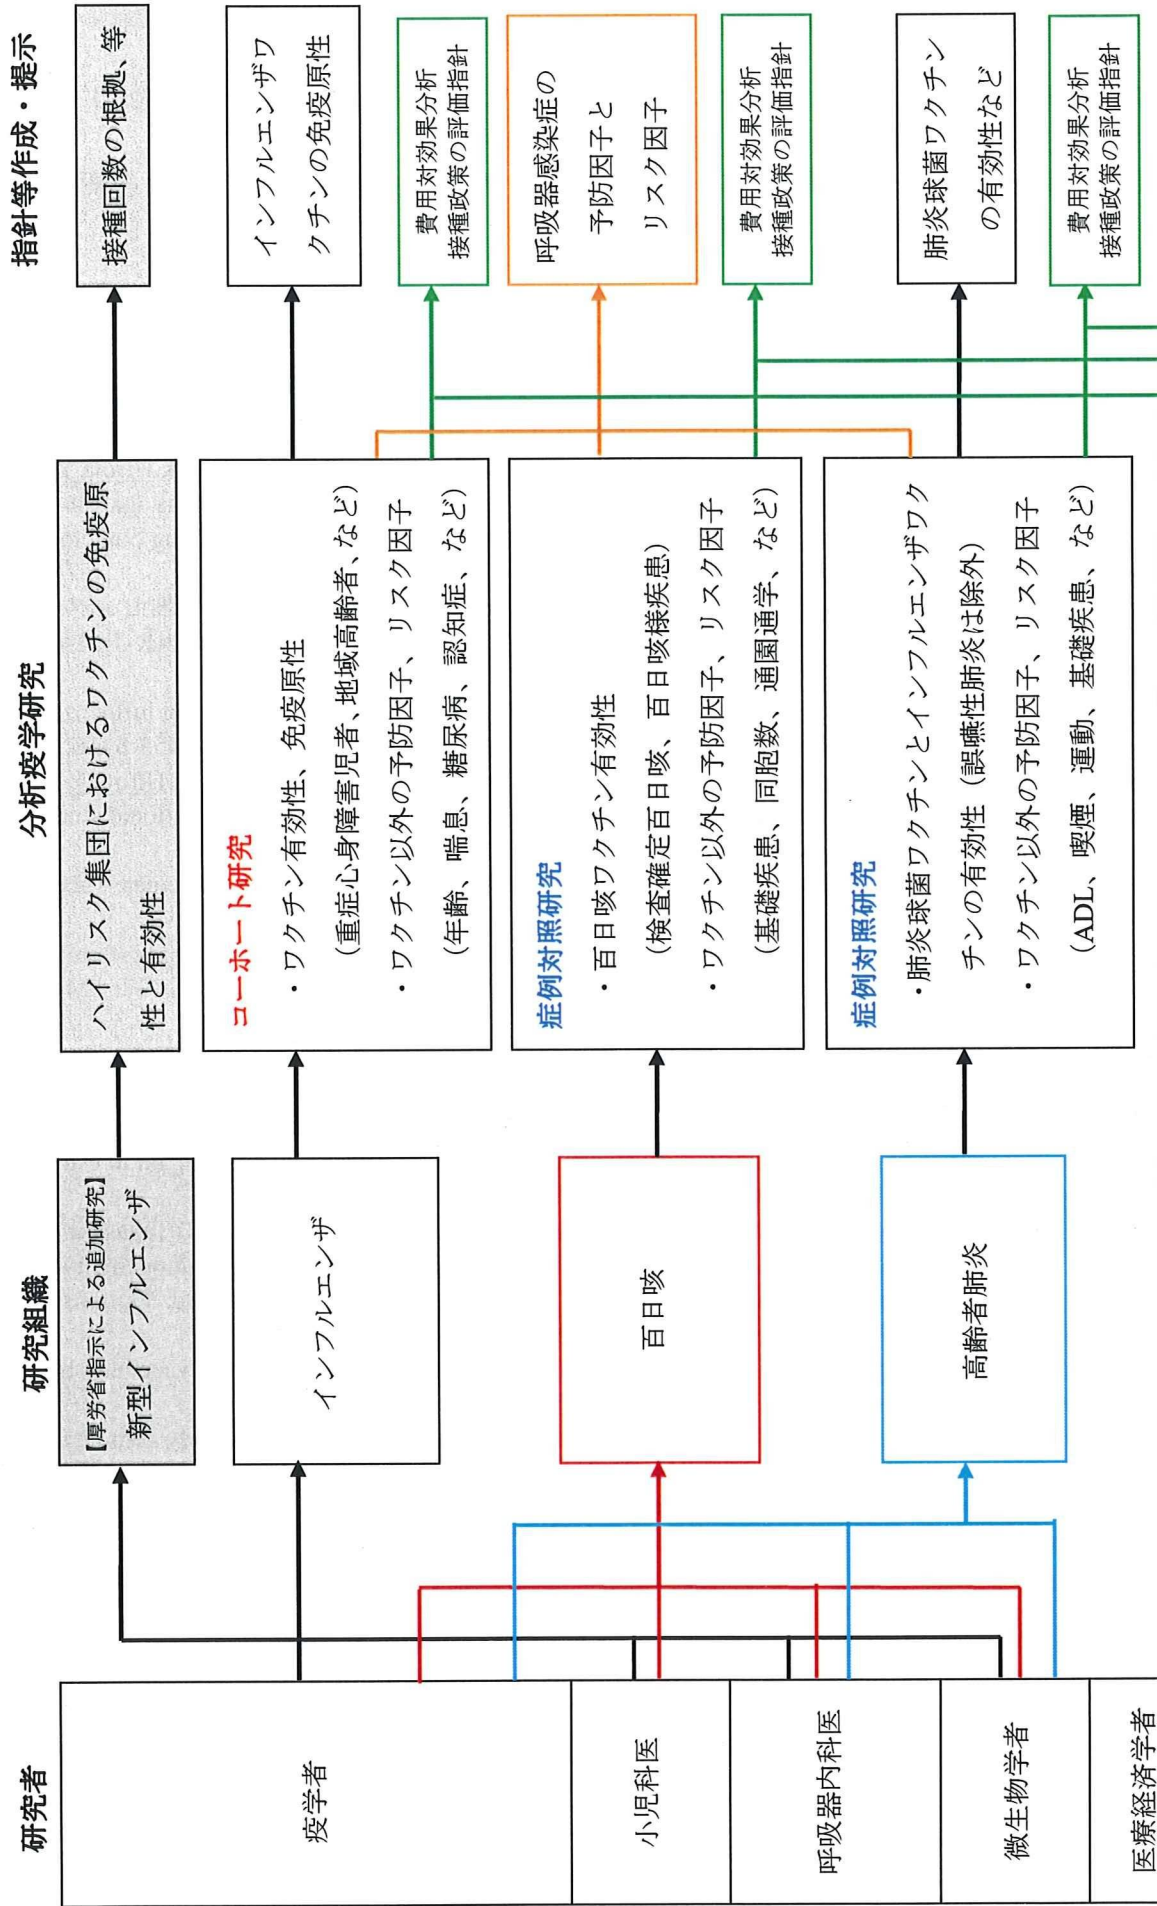 研究者
研究組織
分析疫学研究
指針等作成・提示
疫学者
小児科医
呼吸器内科医
微生物学者
医療経済学者
【厚労省指示による追加研究】
新型インフルエンザ
インフルエンザ
百日咳
高齢者肺炎
ハイリスク集団におけるワクチンの免疫原
性と有効性
コーホート研究
・ワクチン有効性、免疫原性
(重症心身障害児者、地域高齢者、など)
・ワクチン以外の予防因子、リスク因子
(年齢、喘息、糖尿病、認知症、など)
症例対照研究
・百日咳ワクチン有効性
(検査確定百日咳、百日咳様疾患)
・ワクチン以外の予防因子、リスク因子
(基礎疾患、同胞数、通園通学、など)
症例対照研究
・肺炎球菌ワクチンとインフルエンザワク
チンの有効性（誤嚥性肺炎は除外）
・ワクチン以外の予防因子、リスク因子
(ADL、喫煙、運動、基礎疾患、など)
接種回数の根拠、等
インフルエンザワ
クチンの免疫原性
費用対効果分析
接種政策の評価指針
呼吸器感染症の
予防因子と
リスク因子
費用対効果分析
接種政策の評価指針
肺炎球菌ワクチン
の有効性など
費用対効果分析
接種政策の評価指針